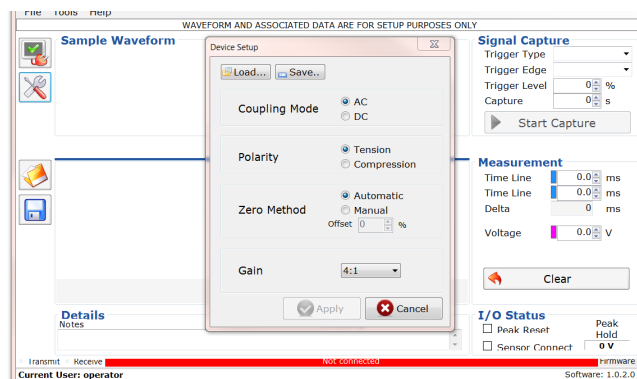 File Tools Help
WAVEFORM AND ASSOCIATED DATA ARE FOR SETUP PURPOSES ONLY
Sample Waveform
Device Setup
Load... Save..
Coupling Mode
AC
DC
Polarity
Tension
Compression
Zero Method
Automatic
Manual
Offset 0 %
Gain 4:1
Apply Cancel
Signal Capture
Trigger Type
Trigger Edge
Trigger Level 0 %
Capture 0 s
Start Capture
Measurement
Time Line 0.0 ms
Time Line 0.0 ms
Delta 0 ms
Voltage 0.0 V
Clear
Details
Notes
I/O Status
Peak Reset
Peak Hold
Sensor Connect 0 V
Transmit Receive Not connected Firmware
Current User: operator Software: 1.0.2.0